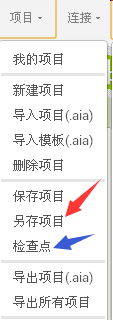 项目 连接
我的项目
新建项目
导入项目(.aia)
导入模板(.aia)
删除项目
保存项目
另存项目
检查点
导出项目(.aia)
导出所有项目